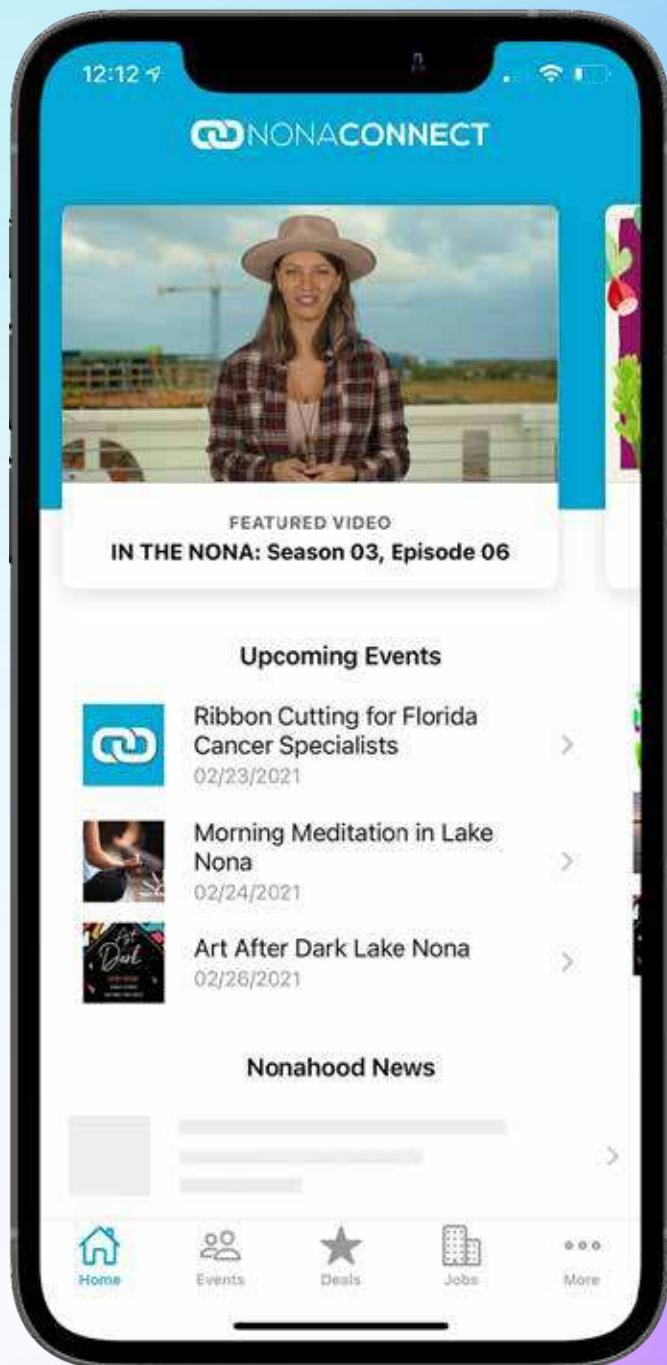 12:12
NONACONNECT
FEATURED VIDEO
IN THE NONA: Season 03, Episode 06
Upcoming Events
Ribbon Cutting for Florida
Cancer Specialists
02/23/2021
Morning Meditation in Lake
Nona
02/24/2021
Art
Dark
Art After Dark Lake Nona
02/26/2021
Nonahood News
Home
Events
Deals
Jobs
More